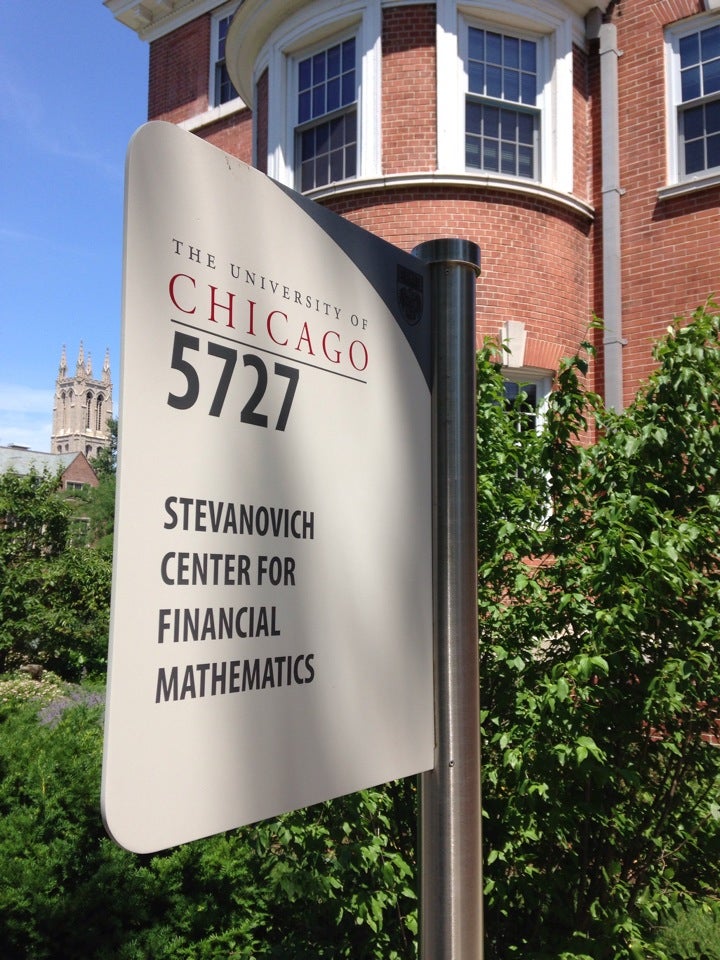 THE UNIVERSITY OF
CHICAGO
5727
STEVANOVICH
CENTER FOR
FINANCIAL
MATHEMATICS